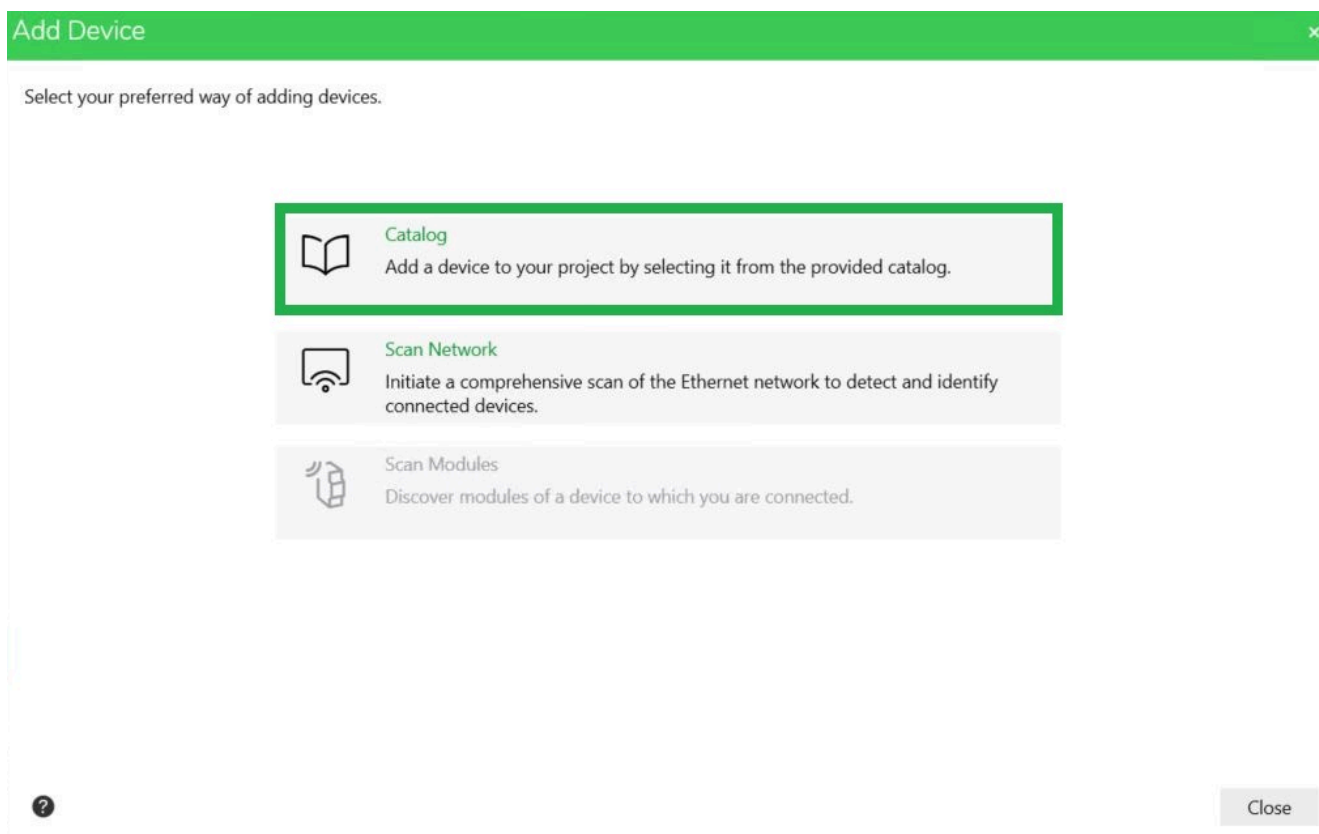 Add Device
Select your preferred way of adding devices.
Catalog
Add a device to your project by selecting it from the provided catalog.
Scan Network
Initiate a comprehensive scan of the Ethernet network to detect and identify
connected devices.
Scan Modules
Discover modules of a device to which you are connected.
Close